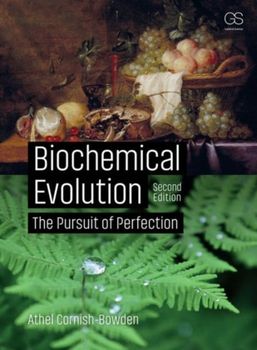 GS
Biochemical
Evolution
Second
Edition
The Pursuit of Perfection
Athel Cornish-Bowden